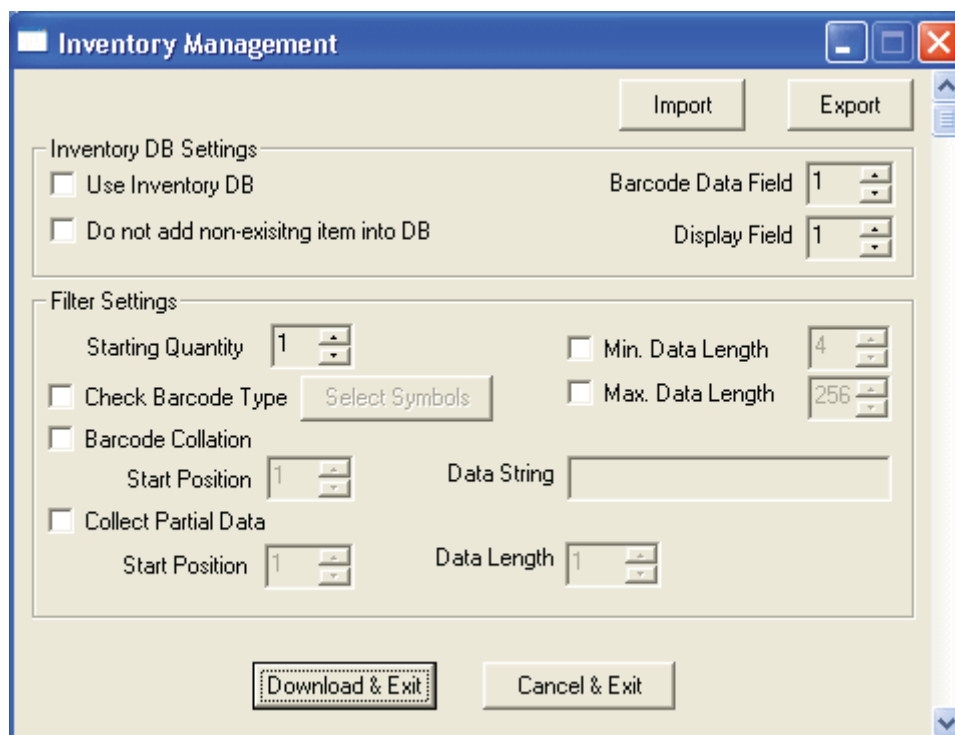 Inventory Management
Import Export
Inventory DB Settings
Use Inventory DB Barcode Data Field 1
Do not add non-exisitng item into DB Display Field 1
Filter Settings
Starting Quantity 1 Min. Data Length 4
Check Barcode Type Select Symbols Max. Data Length 256
Barcode Collation
Start Position 1 Data String
Collect Partial Data
Start Position 1 Data Length 1
Download & Exit Cancel & Exit